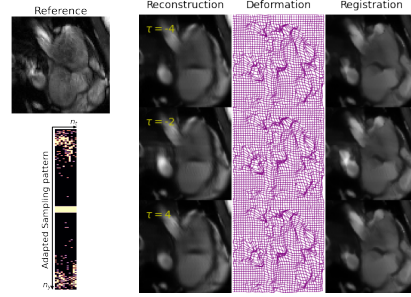 Reference
Reconstruction
Deformation
Registration
τ = -4
τ = -2
τ = 4
Adapted Sampling pattern